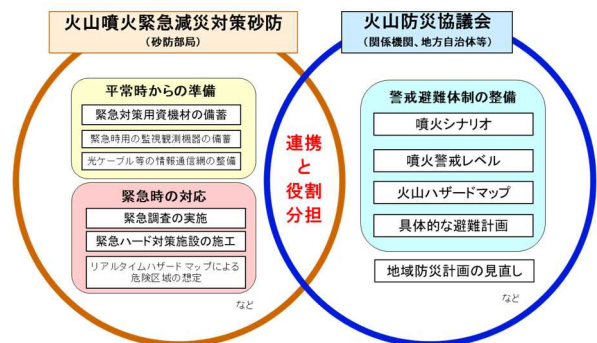 火山噴火緊急減災対策砂防
(砂防部局)
平常時からの準備
緊急対策用資機材の備蓄
緊急時用の監視観測機器の備蓄
光ケーブル等の情報通信網の整備
緊急時の対応
緊急調査の実施
緊急ハード対策施設の施工
リアルタイムハザードマップによる
危険区域の想定
など
連携
と
役割
分担
火山防災協議会
(関係機関、地方自治体等)
警戒避難体制の整備
噴火シナリオ
噴火警戒レベル
火山ハザードマップ
具体的な避難計画
地域防災計画の見直し
など